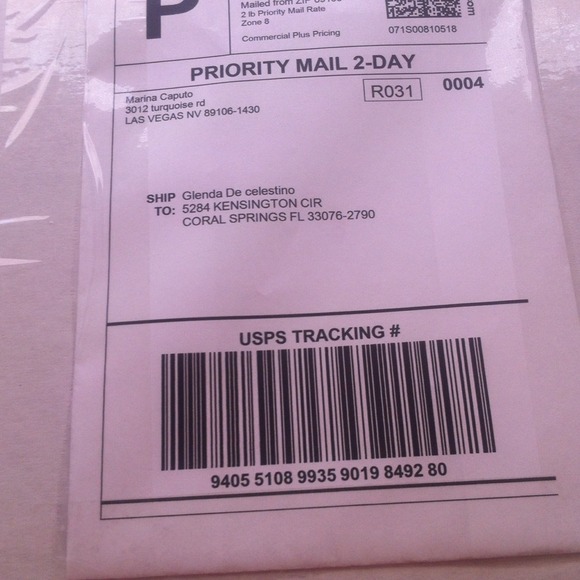 P
Mailed from ZIP
2 lb Priority Mail Rate
Zone 8
Commercial Plus Pricing
071S00810518
.com
PRIORITY MAIL 2-DAY
Marina Caputo
3012 turquoise rd
LAS VEGAS NV 89106-1430
R031
0004
SHIP TO:
Glenda De celestino
5284 KENSINGTON CIR
CORAL SPRINGS FL 33076-2790
USPS TRACKING #
9405 5108 9935 9019 8492 80